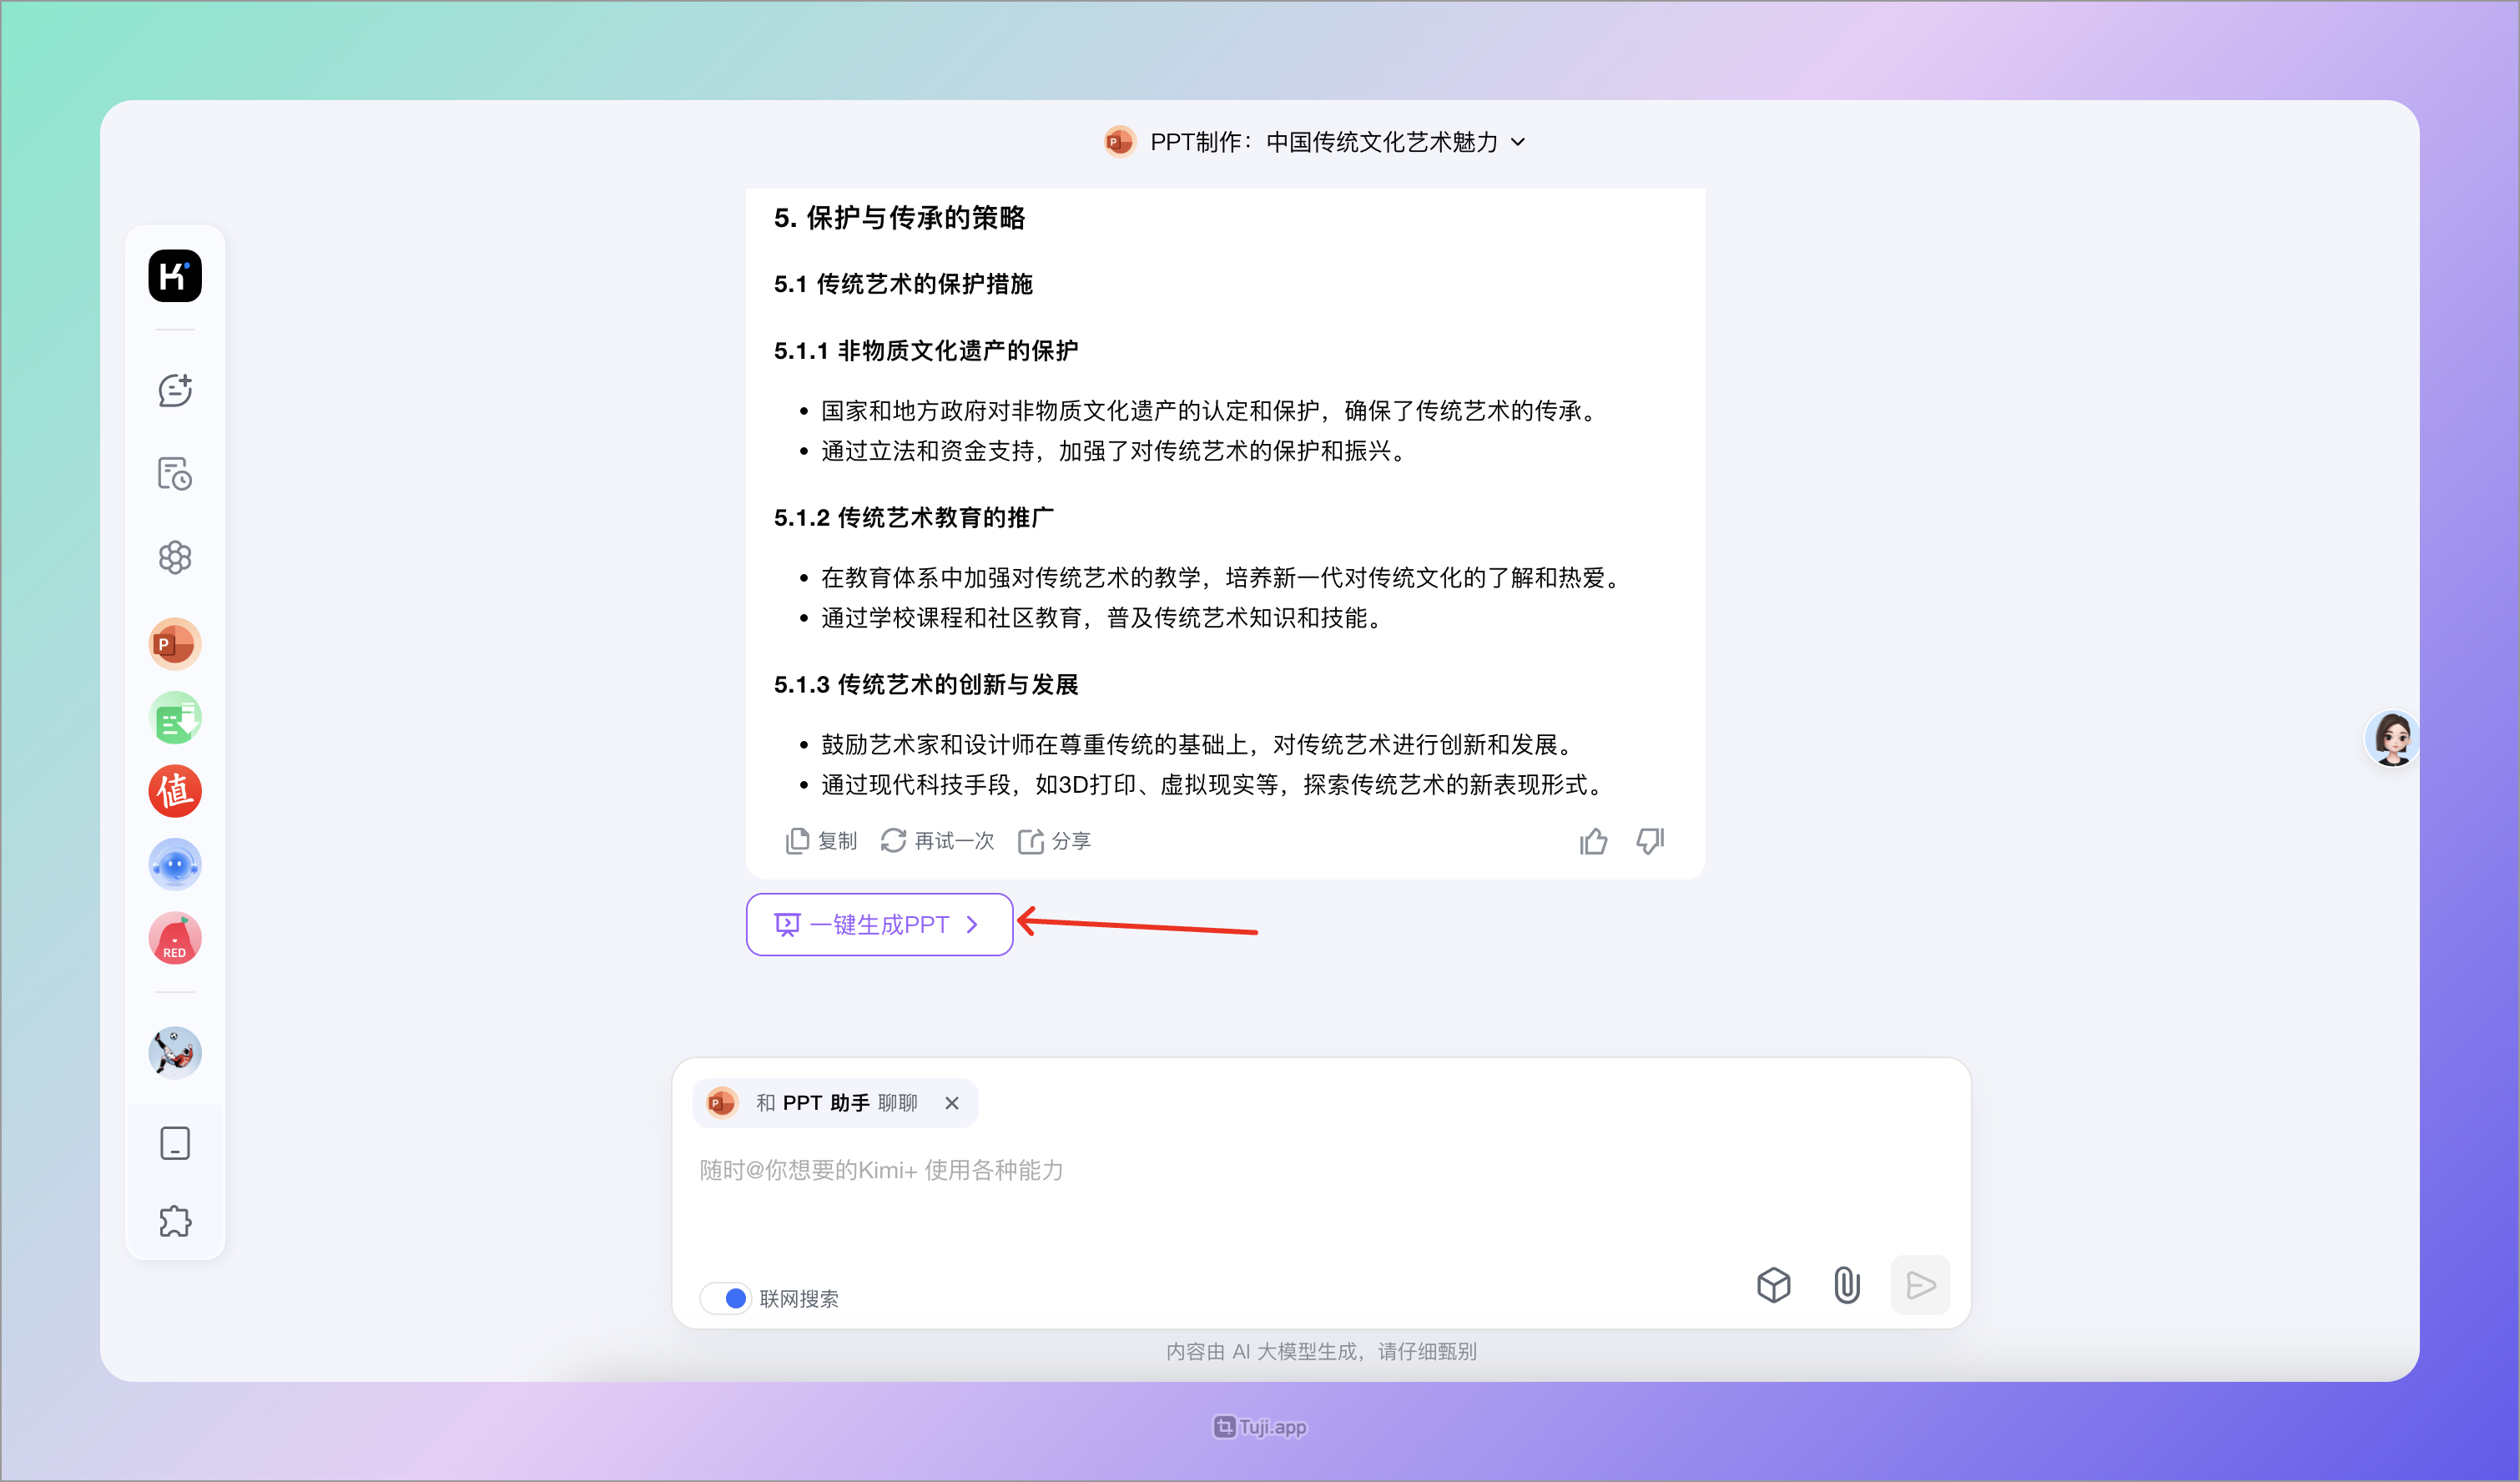 PPT制作：中国传统文化艺术魅力
5. 保护与传承的策略
5.1 传统艺术的保护措施
5.1.1 非物质文化遗产的保护
国家和地方政府对非物质文化遗产的认定和保护，确保了传统艺术的传承。
通过立法和资金支持，加强了对传统艺术的保护和振兴。
5.1.2 传统艺术教育的推广
在教育体系中加强对传统艺术的教学，培养新一代对传统文化的了解和热爱。
通过学校课程和社区教育，普及传统艺术知识和技能。
5.1.3 传统艺术的创新与发展
鼓励艺术家和设计师在尊重传统的基础上，对传统艺术进行创新和发展。
通过现代科技手段，如3D打印、虚拟现实等，探索传统艺术的新表现形式。
复制 再试一次 分享
一键生成PPT
P 和 PPT 助手 聊聊
随时@你想要的Kimi+ 使用各种能力
联网搜索
内容由 AI 大模型生成，请仔细甄别
K
P
值
RED
Tuji.app